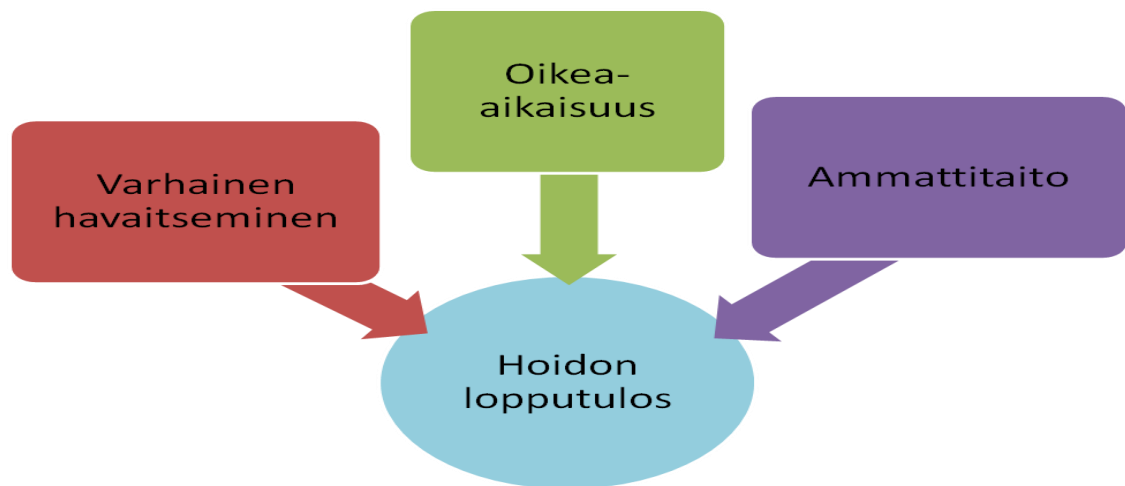 Oikea-
aikaisuus
Varhainen
havaitseminen
Ammattitaito
Hoidon
lopputulos